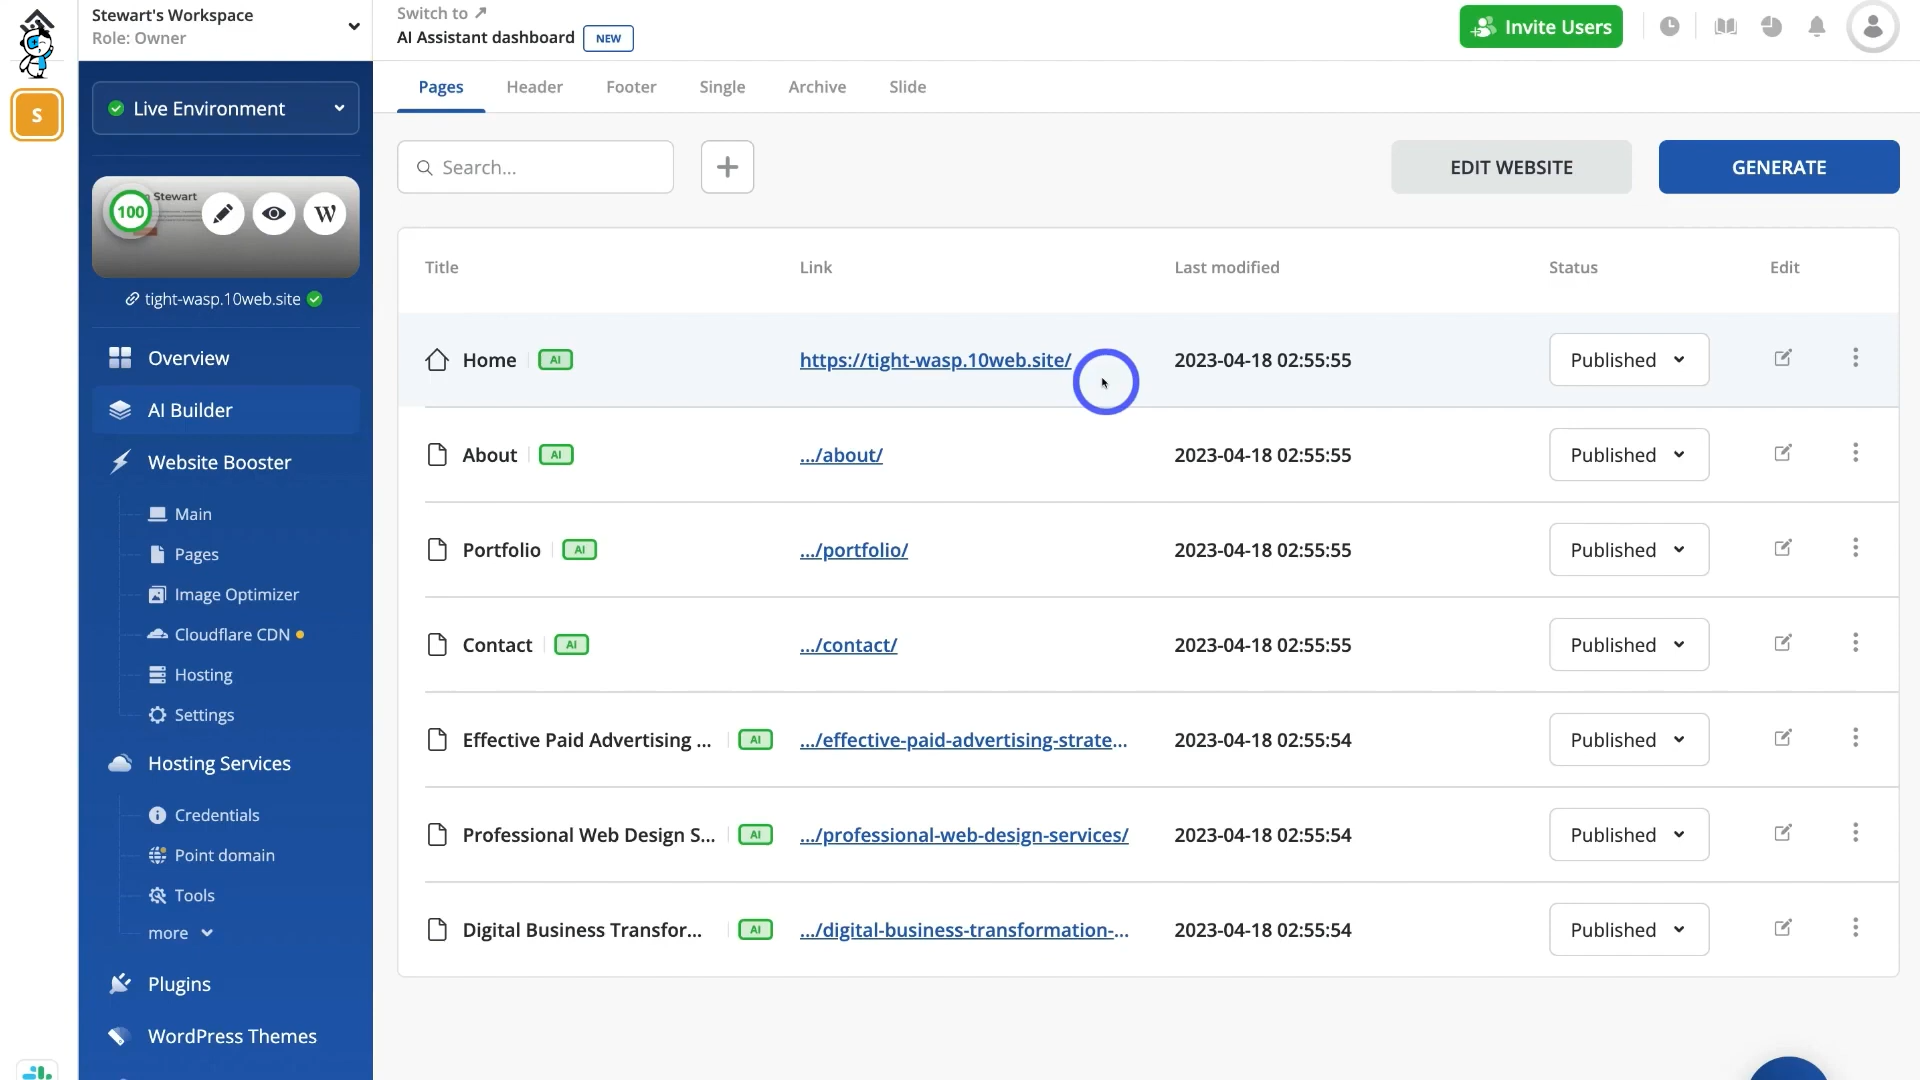 Stewart's Workspace
Role: Owner
Switch to ↗
AI Assistant dashboard NEW
Invite Users
S
Live Environment
Pages Header Footer Single Archive Slide
Search...
EDIT WEBSITE
GENERATE
100
Stewart
W
tight-wasp.10web.site
Overview
AI Builder
Website Booster
Main
Pages
Image Optimizer
Cloudflare CDN
Hosting
Settings
Hosting Services
Credentials
Point domain
Tools
more
Plugins
WordPress Themes
Title Link Last modified Status Edit
Home AI https://tight-wasp.10web.site/ 2023-04-18 02:55:55 Published
About AI .../about/ 2023-04-18 02:55:55 Published
Portfolio AI .../portfolio/ 2023-04-18 02:55:55 Published
Contact AI .../contact/ 2023-04-18 02:55:55 Published
Effective Paid Advertising ... AI .../effective-paid-advertising-strate... 2023-04-18 02:55:54 Published
Professional Web Design S... AI .../professional-web-design-services/ 2023-04-18 02:55:54 Published
Digital Business Transfor... AI .../digital-business-transformation-... 2023-04-18 02:55:54 Published